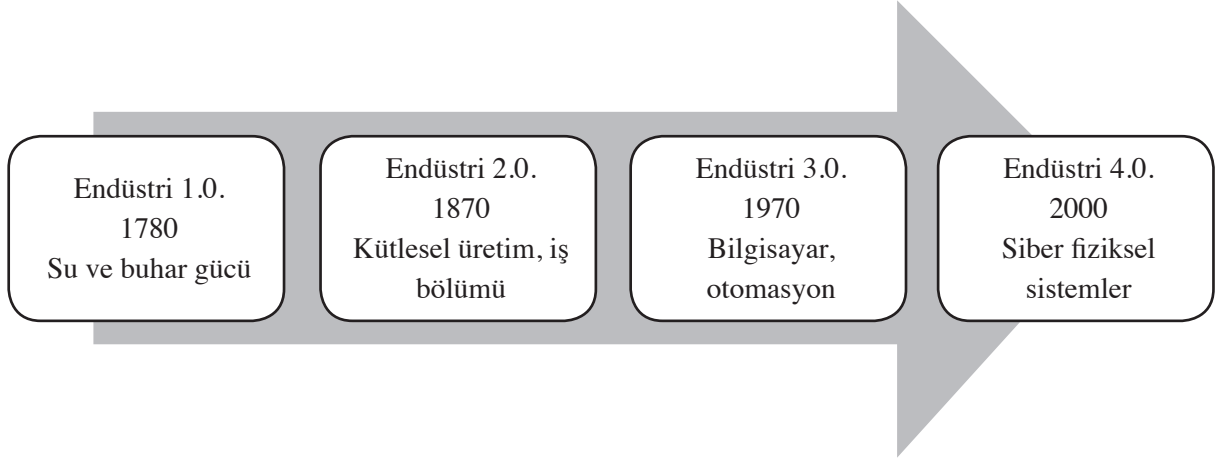 Endüstri 1.0.
1780
Su ve buhar gücü
Endüstri 2.0.
1870
Kütlesel üretim, iş
bölümü
Endüstri 3.0.
1970
Bilgisayar,
otomasyon
Endüstri 4.0.
2000
Siber fiziksel
sistemler